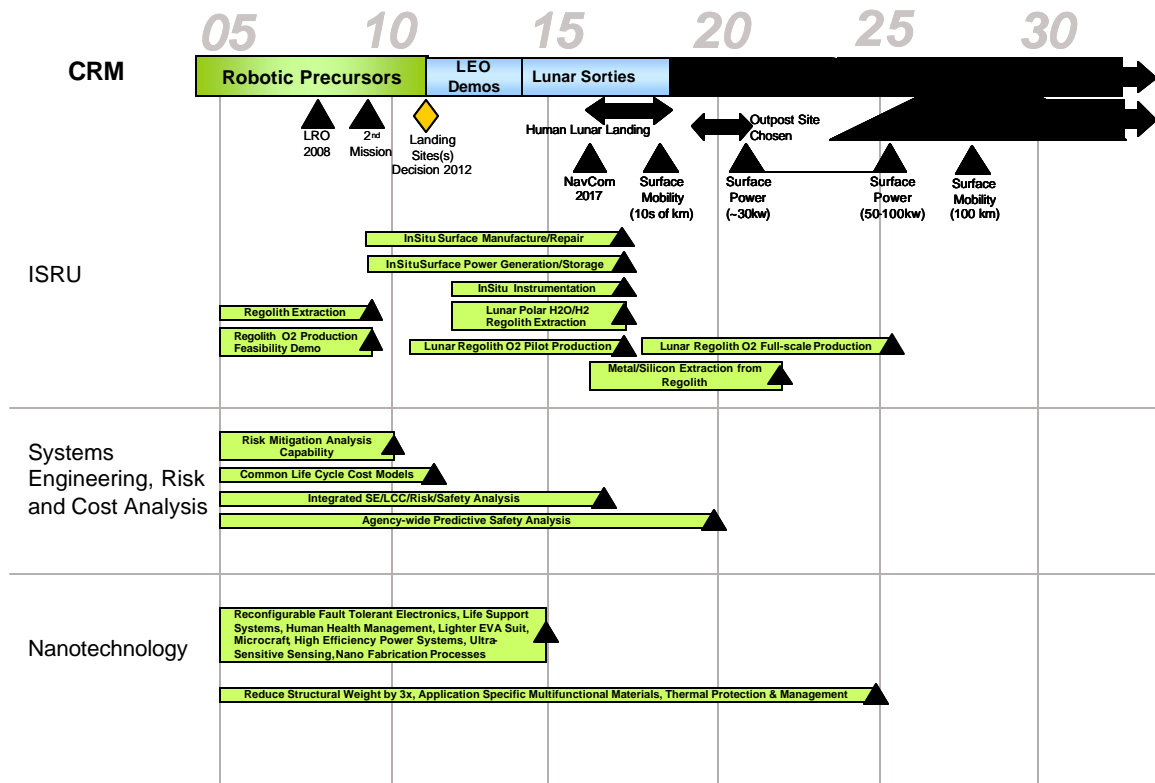 05 10 15 20 25 30
CRM
Robotic Precursors
LEO
Demos
Lunar Sorties
LRO
2008
2nd
Mission
Landing
Sites(s)
Decision 2012
Human Lunar Landing
Outpost Site
Chosen
NavCom
2017
Surface
Mobility
(10s of km)
Surface
Power
(~30kw)
Surface
Power
(50-100kw)
Surface
Mobility
(100 km)
ISRU
InSitu Surface Manufacture/Repair
InSituSurface Power Generation/Storage
InSitu Instrumentation
Regolith Extraction
Lunar Polar H2O/H2
Regolith Extraction
Regolith O2 Production
Feasibility Demo
Lunar Regolith O2 Pilot Production
Lunar Regolith O2 Full-scale Production
Metal/Silicon Extraction from
Regolith
Systems
Engineering, Risk
and Cost Analysis
Risk Mitigation Analysis
Capability
Common Life Cycle Cost Models
Integrated SE/LCC/Risk/Safety Analysis
Agency-wide Predictive Safety Analysis
Nanotechnology
Reconfigurable Fault Tolerant Electronics, Life Support
Systems, Human Health Management, Lighter EVA Suit,
Microcraft, High Efficiency Power Systems, Ultra-
Sensitive Sensing, Nano Fabrication Processes
Reduce Structural Weight by 3x, Application Specific Multifunctional Materials, Thermal Protection & Management